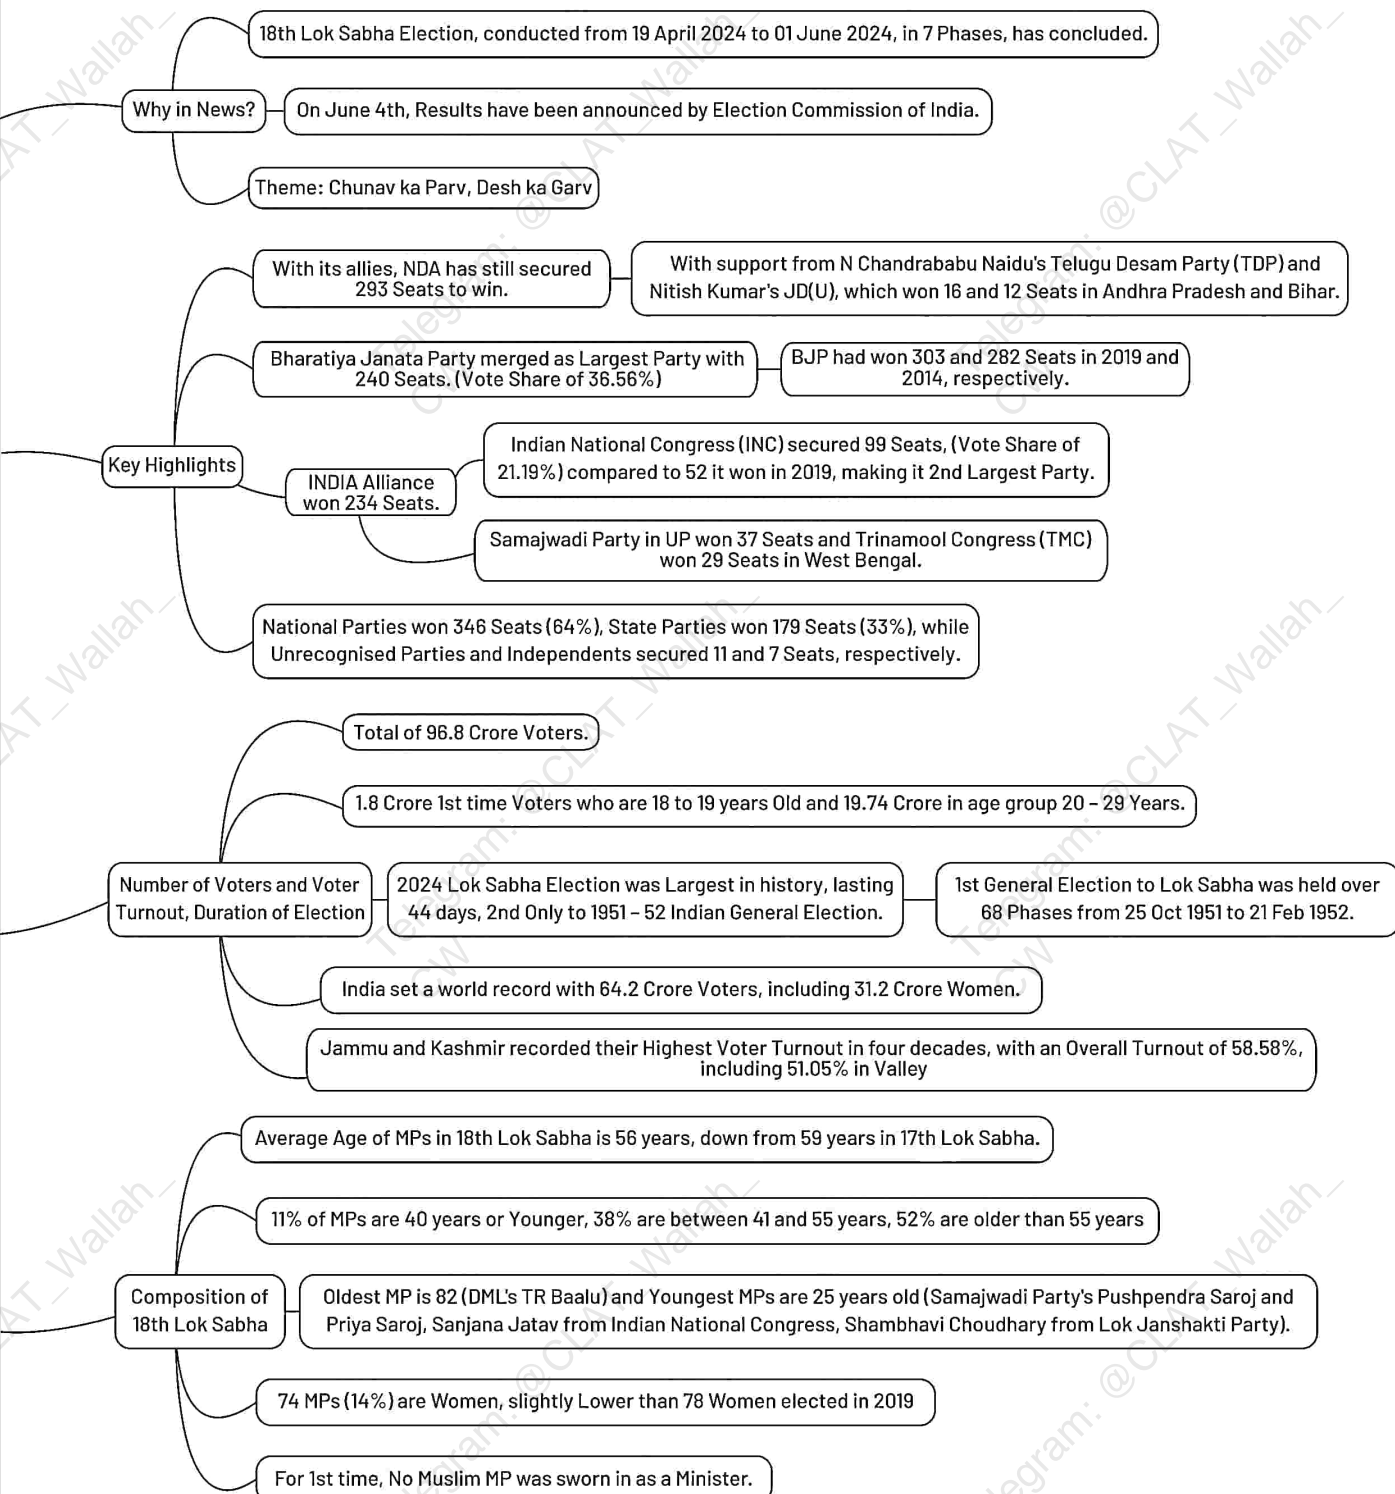 18th Lok Sabha Election, conducted from 19 April 2024 to 01 June 2024, in 7 Phases, has concluded.
Why in News?
On June 4th, Results have been announced by Election Commission of India.
Theme: Chunav ka Parv, Desh ka Garv
With its allies, NDA has still secured
293 Seats to win.
With support from N Chandrababu Naidu's Telugu Desam Party (TDP) and
Nitish Kumar's JD(U), which won 16 and 12 Seats in Andhra Pradesh and Bihar.
Bharatiya Janata Party merged as Largest Party with
240 Seats. (Vote Share of 36.56%)
BJP had won 303 and 282 Seats in 2019 and
2014, respectively.
Key Highlights
INDIA Alliance
won 234 Seats.
Indian National Congress (INC) secured 99 Seats, (Vote Share of
21.19%) compared to 52 it won in 2019, making it 2nd Largest Party.
Samajwadi Party in UP won 37 Seats and Trinamool Congress (TMC)
won 29 Seats in West Bengal.
National Parties won 346 Seats (64%), State Parties won 179 Seats (33%), while
Unrecognised Parties and Independents secured 11 and 7 Seats, respectively.
Total of 96.8 Crore Voters.
1.8 Crore 1st time Voters who are 18 to 19 years Old and 19.74 Crore in age group 20 – 29 Years.
Number of Voters and Voter
Turnout, Duration of Election
2024 Lok Sabha Election was Largest in history, lasting
44 days, 2nd Only to 1951 – 52 Indian General Election.
1st General Election to Lok Sabha was held over
68 Phases from 25 Oct 1951 to 21 Feb 1952.
India set a world record with 64.2 Crore Voters, including 31.2 Crore Women.
Jammu and Kashmir recorded their Highest Voter Turnout in four decades, with an Overall Turnout of 58.58%,
including 51.05% in Valley
Average Age of MPs in 18th Lok Sabha is 56 years, down from 59 years in 17th Lok Sabha.
11% of MPs are 40 years or Younger, 38% are between 41 and 55 years, 52% are older than 55 years
Composition of
18th Lok Sabha
Oldest MP is 82 (DML's TR Baalu) and Youngest MPs are 25 years old (Samajwadi Party's Pushpendra Saroj and
Priya Saroj, Sanjana Jatav from Indian National Congress, Shambhavi Choudhary from Lok Janshakti Party).
74 MPs (14%) are Women, slightly Lower than 78 Women elected in 2019
For 1st time, No Muslim MP was sworn in as a Minister.
Telegram: @CLAT_Wallah_
CW
Telegram: @CLAT_Wallah_
CW
Telegram: @CLAT_Wallah_
CW
Telegram: @CLAT_Wallah_
CW